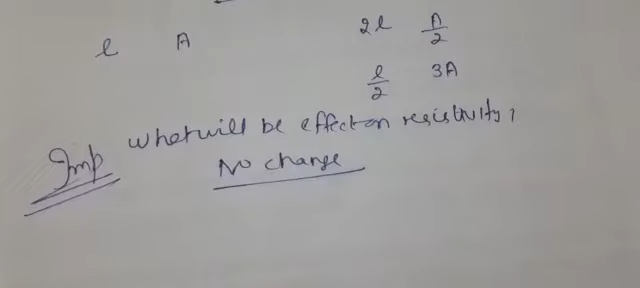 l A 2l A/2
l/2 3A
What will be effect on resistivity,
Imp No change